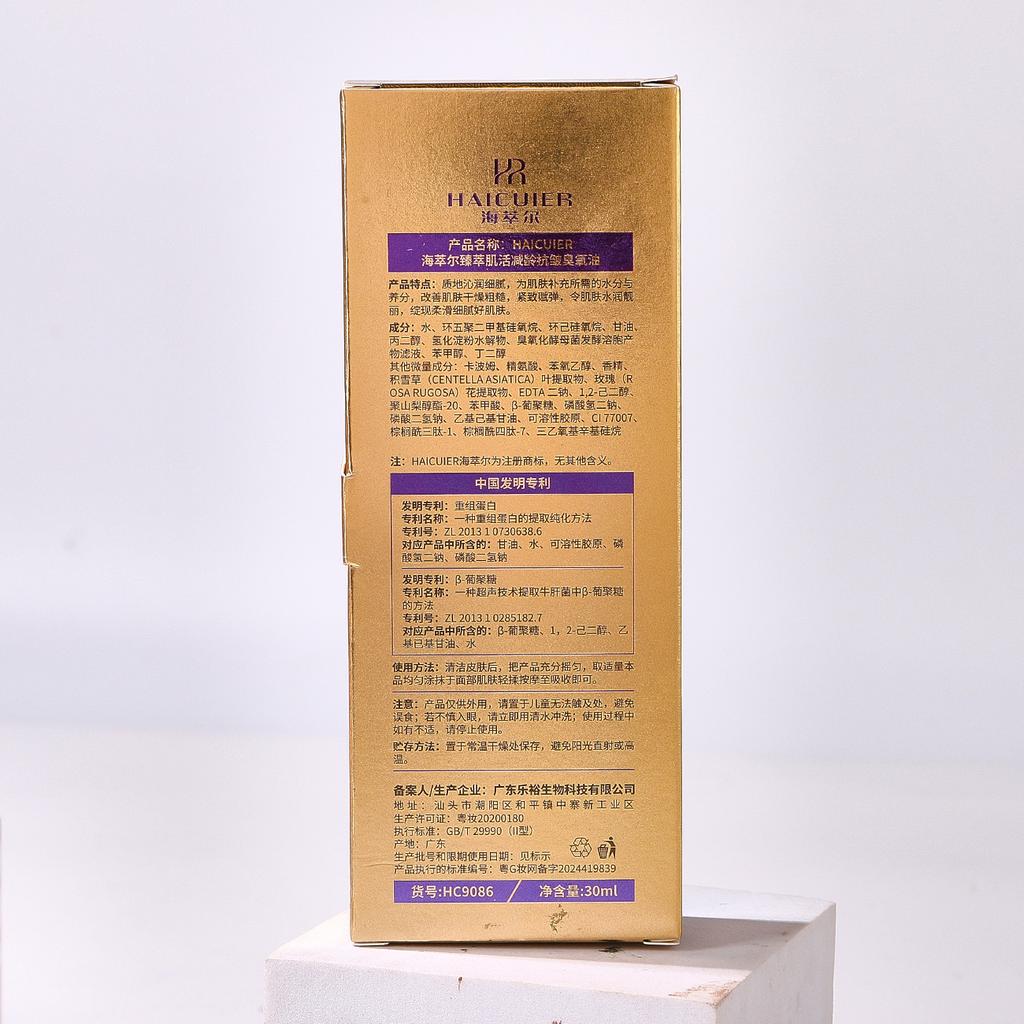 HR
HAICUIER
海萃尔
产品名称：HAICUIER
海萃尔臻萃肌活减龄抗皱臭氧油
产品特点：质地沁润细腻，为肌肤补充所需的水分与
养分，改善肌肤干燥粗糙，紧致赋弹，令肌肤水润靓
丽，绽现柔滑细腻好肌肤。
成分：水、环五聚二甲基硅氧烷、环己硅氧烷、甘油、
丙二醇、氢化淀粉水解物、臭氧化酵母菌发酵溶胞产
物滤液、苯甲醇、丁二醇
其他微量成分：卡波姆、精氨酸、苯氧乙醇、香精、
积雪草（CENTELLA ASIATICA）叶提取物、玫瑰（R
OSA RUGOSA）花提取物、EDTA 二钠、1,2-己二醇、
聚山梨醇酯-20、苯甲酸、β-葡聚糖、磷酸氢二钠、
磷酸二氢钠、乙基己基甘油、可溶性胶原、CI 77007、
棕榈酰三肽-1、棕榈酰四肽-7、三乙氧基辛基硅烷
注：HAICUIER海萃尔为注册商标，无其他含义。
中国发明专利
发明专利：重组蛋白
专利名称：一种重组蛋白的提取纯化方法
专利号：ZL 2013 1 0730638.6
对应产品中所含的：甘油、水、可溶性胶原、磷
酸氢二钠、磷酸二氢钠
发明专利：β-葡聚糖
专利名称：一种超声技术提取牛肝菌中β-葡聚糖
的方法
专利号：ZL 2013 1 0285182.7
对应产品中所含的：β-葡聚糖、1，2-己二醇、乙
基已基甘油、水
使用方法：清洁皮肤后，把产品充分摇匀，取适量本
品均匀涂抹于面部肌肤轻揉按摩至吸收即可。
注意：产品仅供外用，请置于儿童无法触及处，避免
误食；若不慎入眼，请立即用清水冲洗；使用过程中
如有不适，请停止使用。
贮存方法：置于常温干燥处保存，避免阳光直射或高
温。
备案人/生产企业：广东乐裕生物科技有限公司
地址：汕头市潮阳区和平镇中寨新工业区
生产许可证：粤妆20200180
执行标准：GB/T 29990（II型）
产地：广东
生产批号和限期使用日期：见标示
产品执行的标准编号：粤G妆网备字2024419839
货号:HC9086 / 净含量:30ml